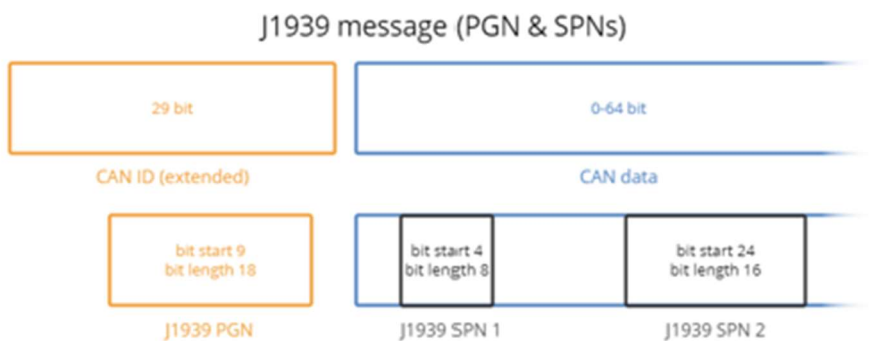 J1939 message (PGN & SPNs)
29 bit
0-64 bit
CAN ID (extended)
CAN data
bit start 9
bit length 18
bit start 4
bit length 8
bit start 24
bit length 16
J1939 PGN
J1939 SPN 1
J1939 SPN 2